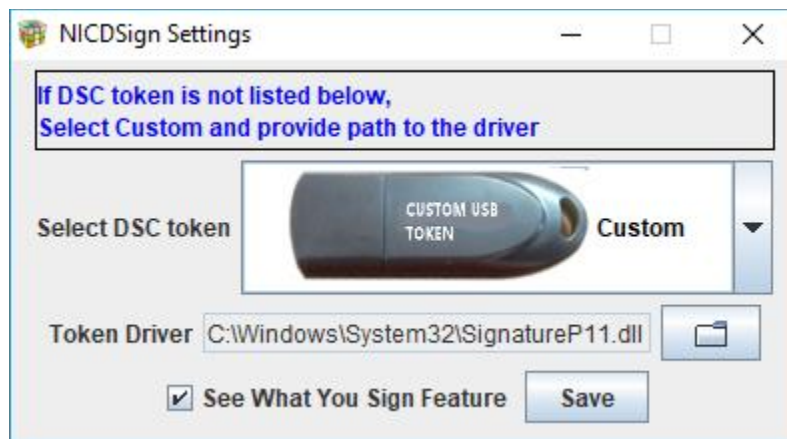 NICDSign Settings
If DSC token is not listed below,
Select Custom and provide path to the driver
Select DSC token
CUSTOM USB
TOKEN
Custom
Token Driver C:\Windows\System32\SignatureP11.dll
See What You Sign Feature Save